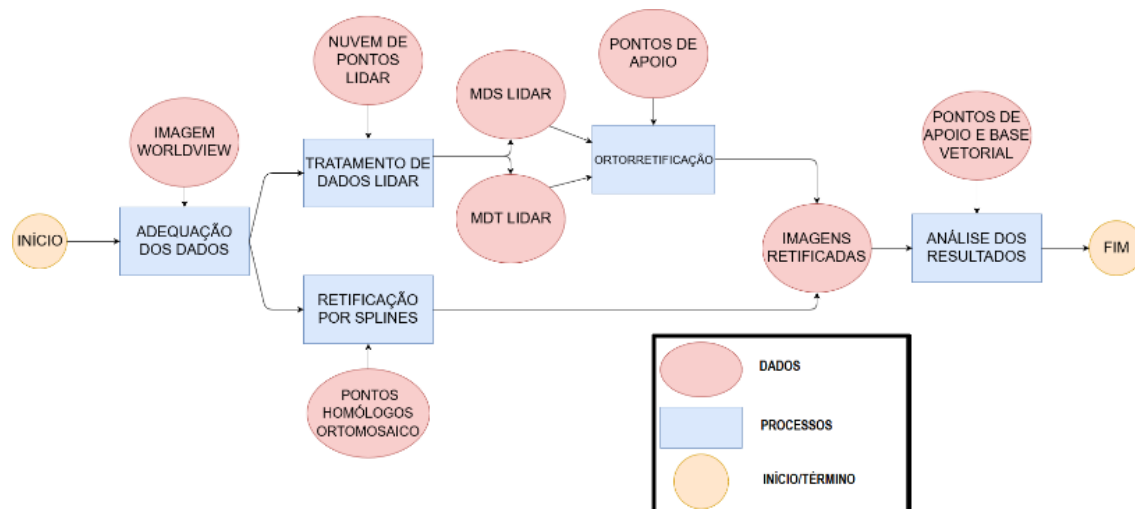 NUVEM DE
PONTOS
LIDAR
PONTOS DE
APOIO
MDS LIDAR
IMAGEM
WORLDVIEW
PONTOS DE
APOIO E BASE
VETORIAL
TRATAMENTO DE
DADOS LIDAR
ORTORRETIFICAÇÃO
MDT LIDAR
INÍCIO
ADEQUAÇÃO
DOS DADOS
IMAGENS
RETIFICADAS
ANÁLISE DOS
RESULTADOS
FIM
RETIFICAÇÃO
POR SPLINES
PONTOS
HOMÓLOGOS
ORTOMOSAICO
DADOS
PROCESSOS
INÍCIO/TÉRMINO